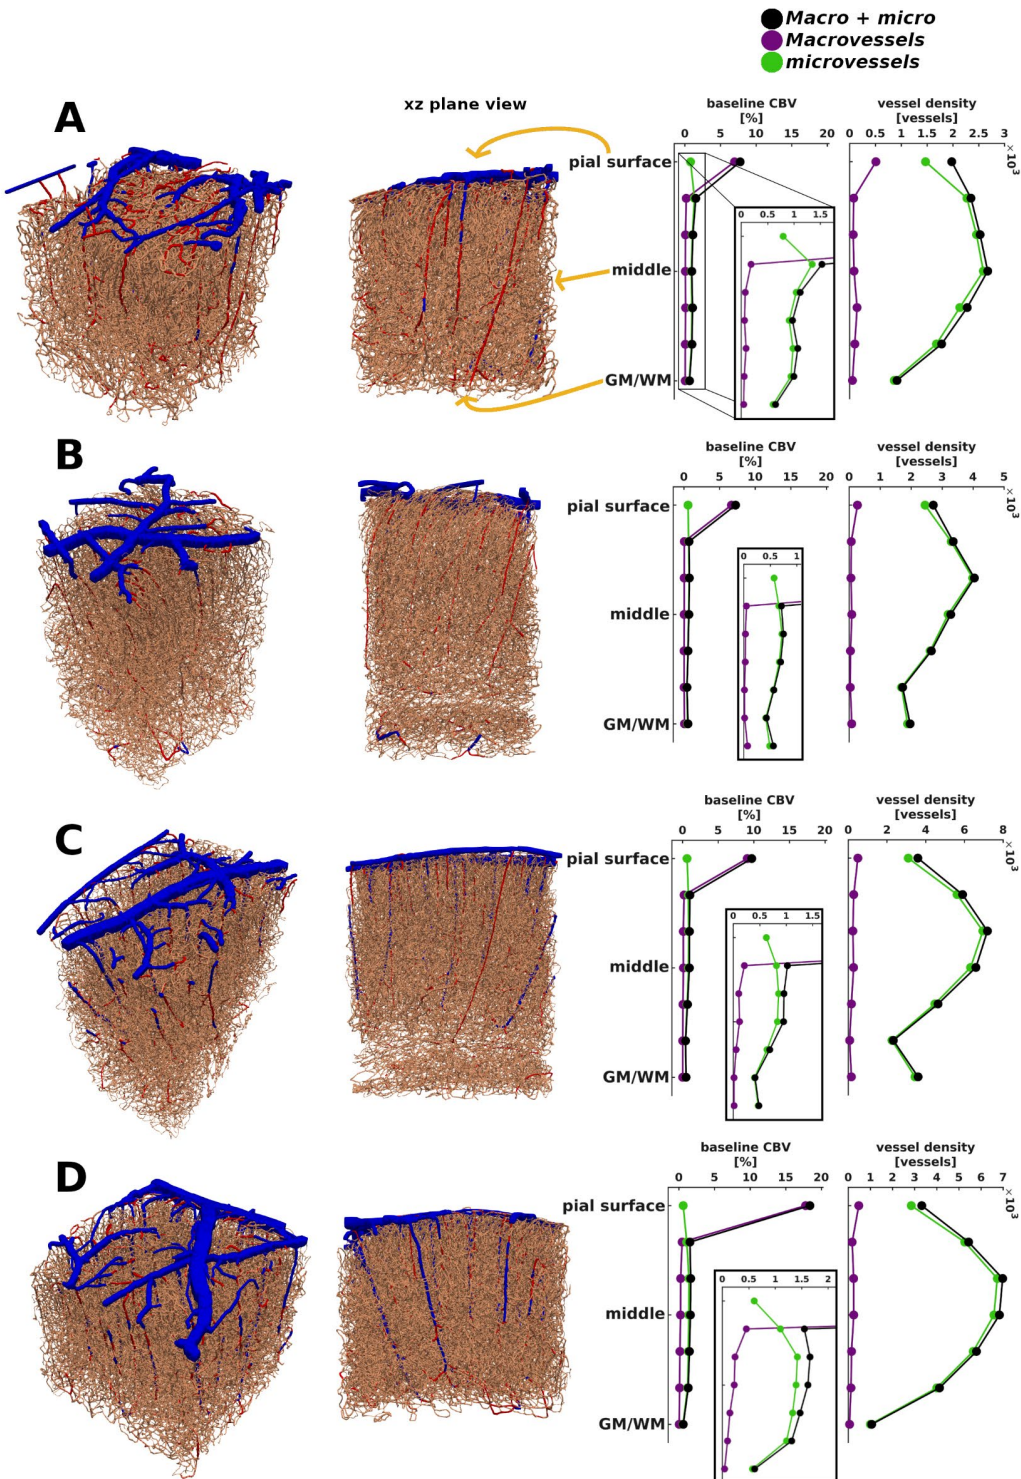 Macro + micro
Macrovessels
microvessels
A
xz plane view
baseline CBV
[%]
0 5 10 15 20
vessel density
[vessels]
0 0.5 1 1.5 2 2.5 3
×10³
pial surface
middle
GM/WM
0 0.5 1 1.5
B
baseline CBV
[%]
0 5 10 15 20
vessel density
[vessels]
0 1 2 3 4 5
×10³
pial surface
middle
GM/WM
0 0.5 1
C
baseline CBV
[%]
0 5 10 15 20
vessel density
[vessels]
0 2 4 6 8
×10³
pial surface
middle
GM/WM
0 0.5 1 1.5
D
baseline CBV
[%]
0 5 10 15 20
vessel density
[vessels]
0 1 2 3 4 5 6 7
×10³
pial surface
middle
GM/WM
0 0.5 1 1.5 2